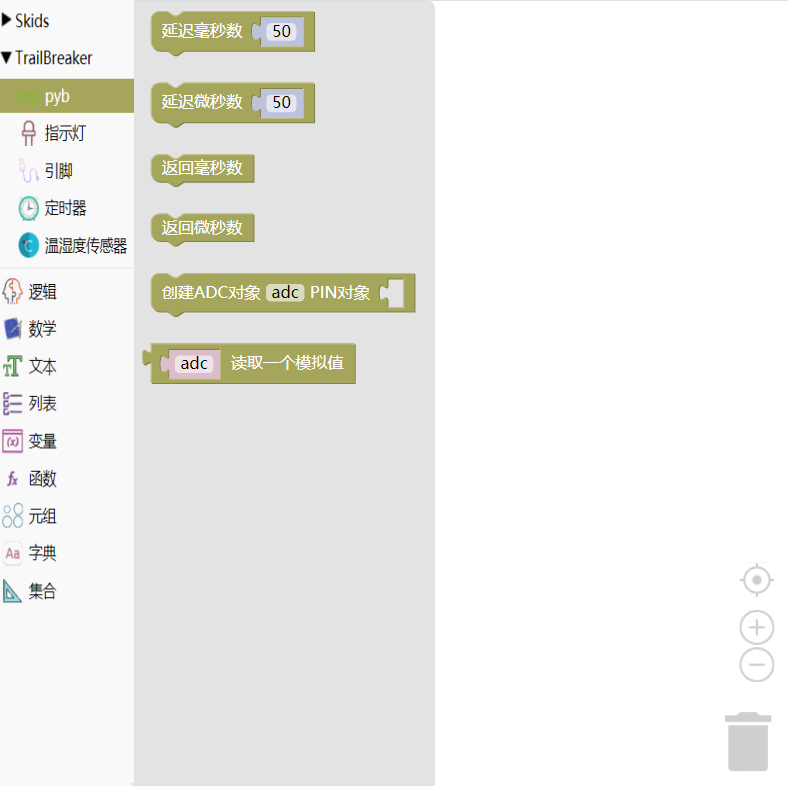 Skids
TrailBreaker
pyb
指示灯
引脚
定时器
C
温湿度传感器
逻辑
数学
文本
列表
(x) 变量
fx 函数
元组
Aa 字典
集合
延迟毫秒数 50
延迟微秒数 50
返回毫秒数
返回微秒数
创建ADC对象 adc PIN对象
adc 读取一个模拟值